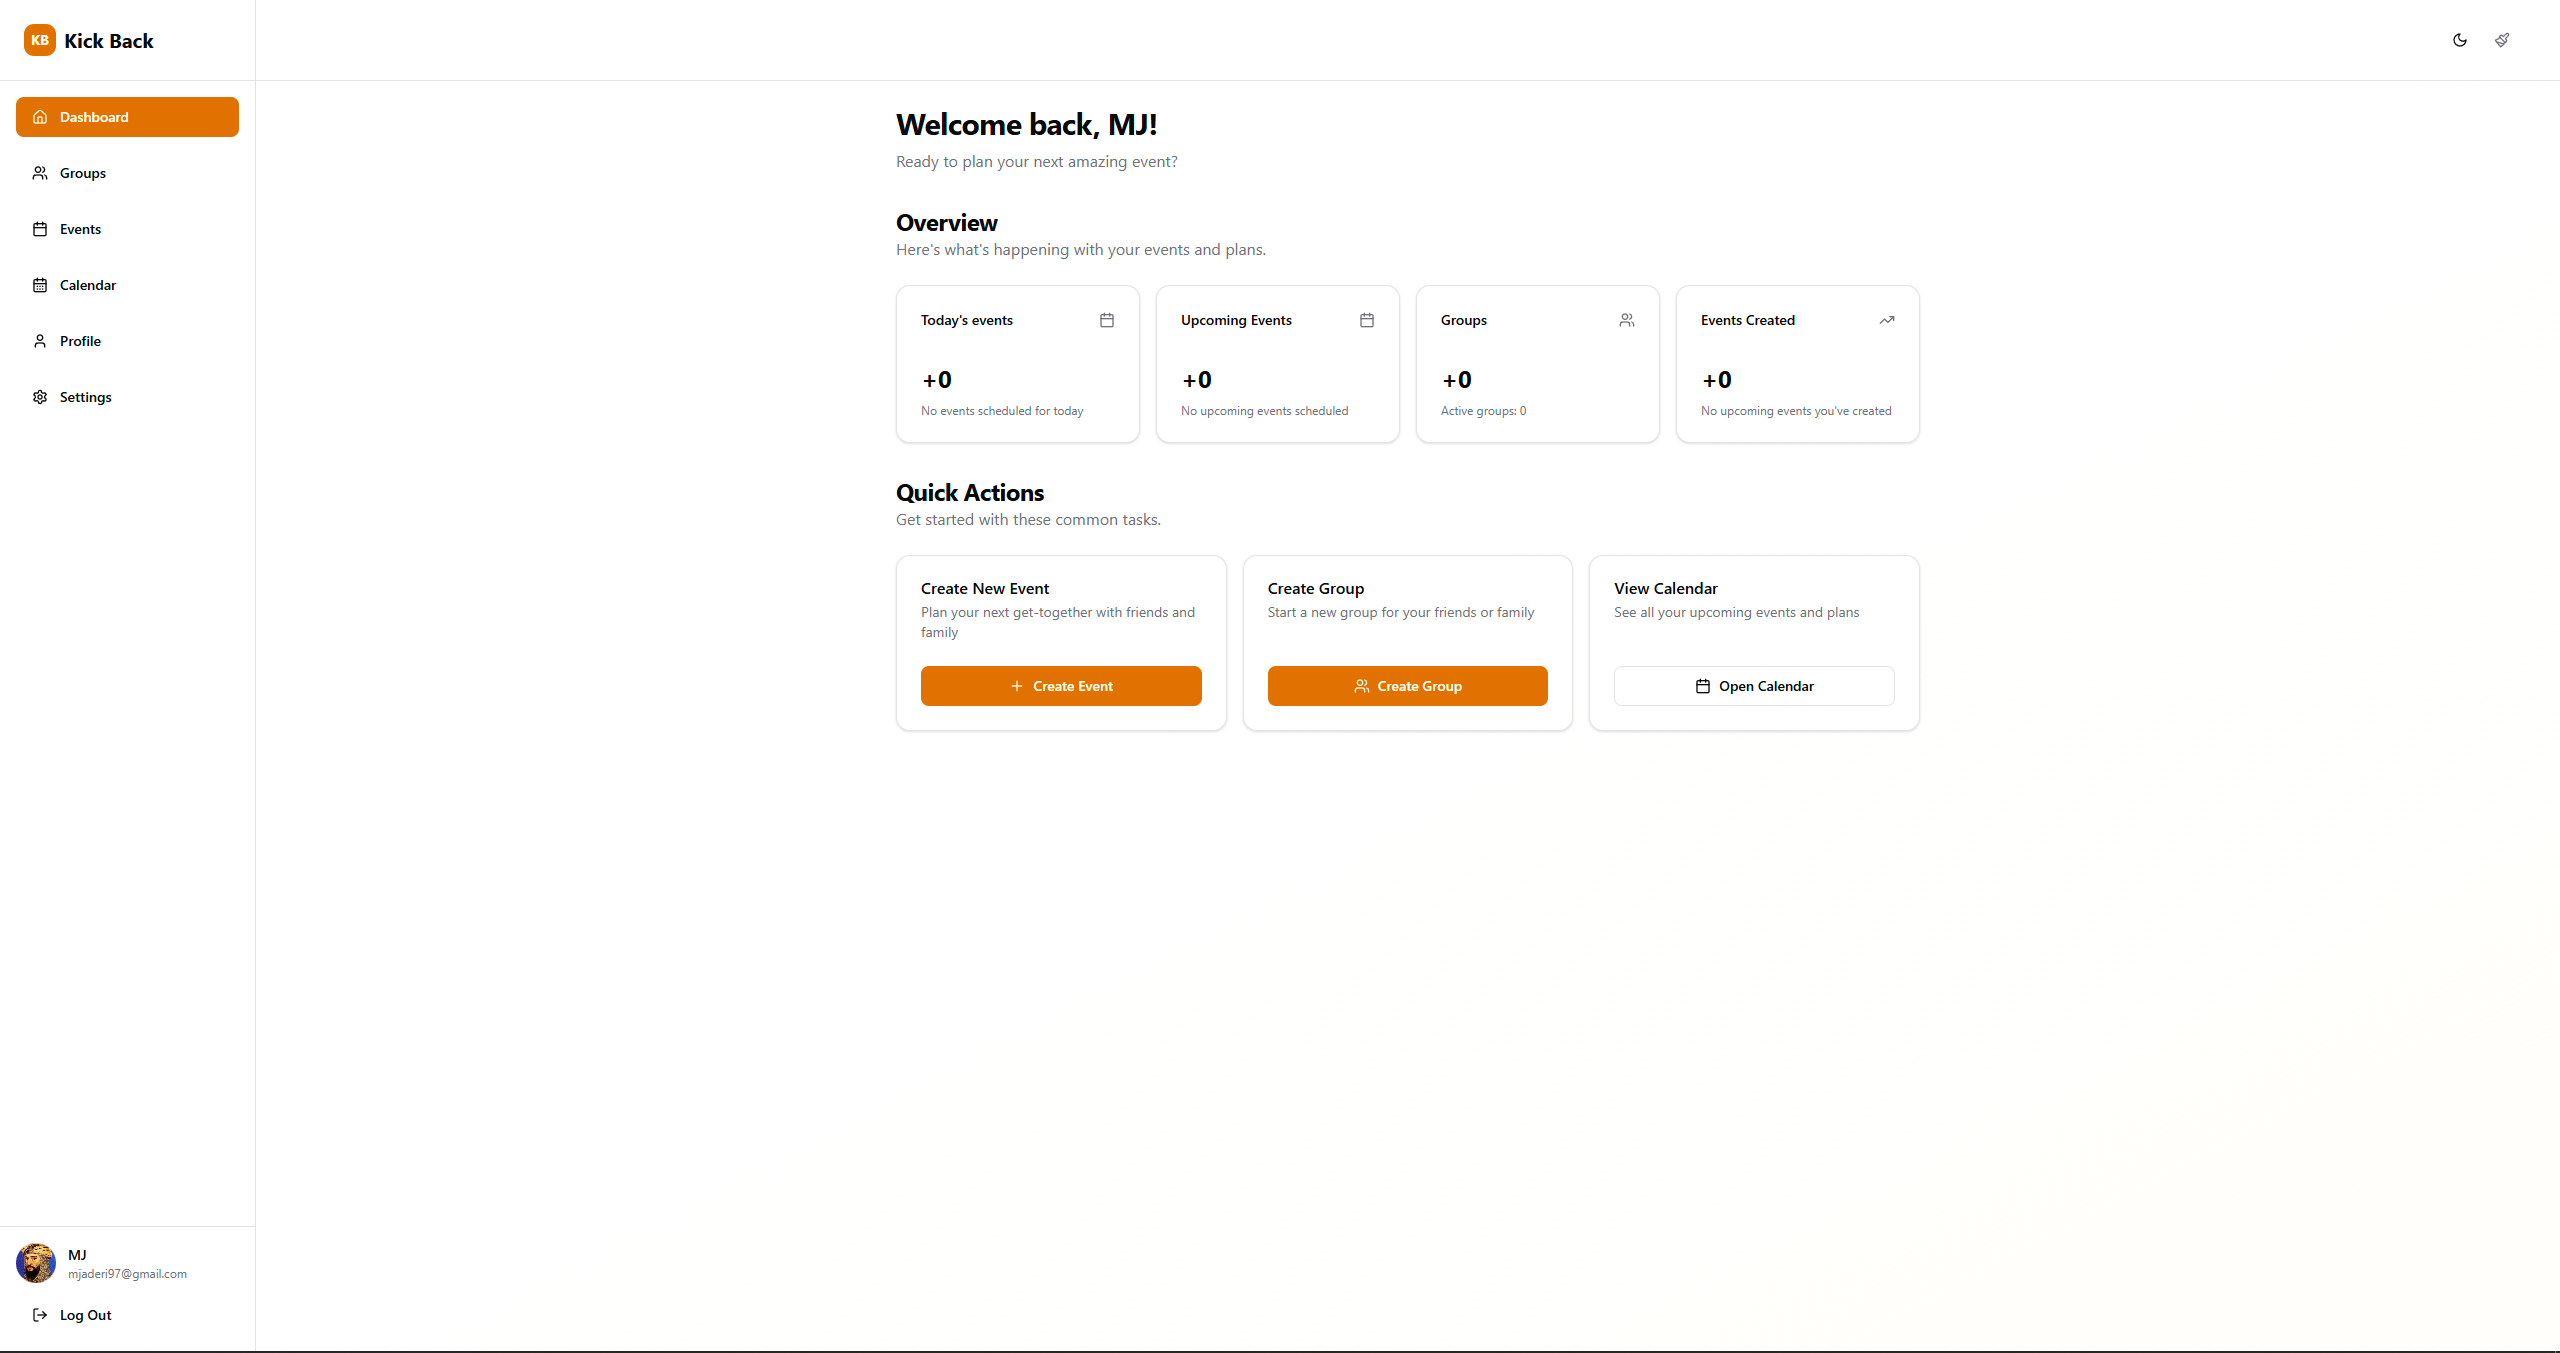 KB Kick Back
Dashboard
Groups
Events
Calendar
Profile
Settings
MJ
mjaderi97@gmail.com
Log Out
Welcome back, MJ!
Ready to plan your next amazing event?
Overview
Here's what's happening with your events and plans.
Today's events
+0
No events scheduled for today
Upcoming Events
+0
No upcoming events scheduled
Groups
+0
Active groups: 0
Events Created
+0
No upcoming events you've created
Quick Actions
Get started with these common tasks.
Create New Event
Plan your next get-together with friends and
family
Create Event
Create Group
Start a new group for your friends or family
Create Group
View Calendar
See all your upcoming events and plans
Open Calendar